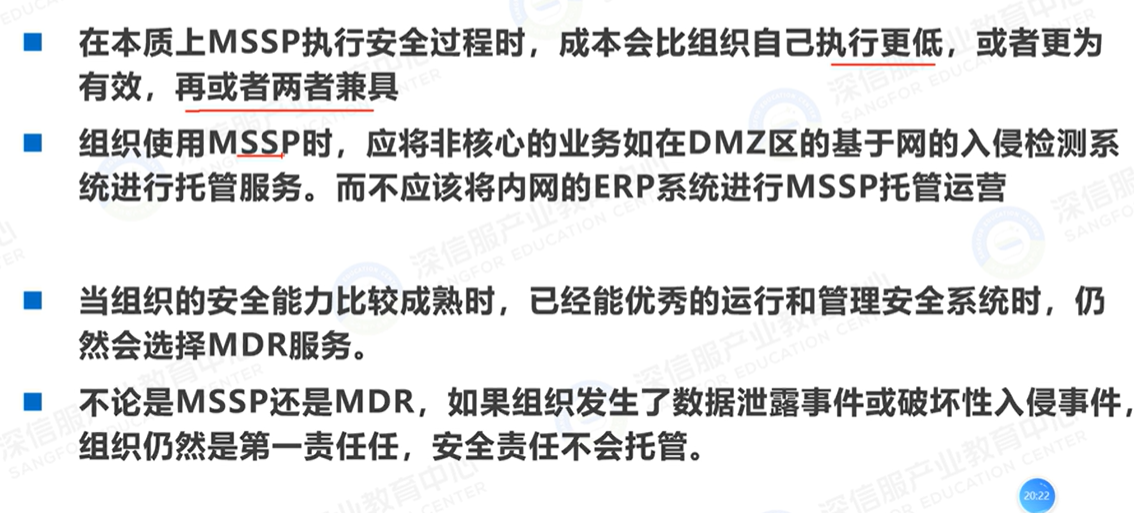 在本质上MSSP执行安全过程时，成本会比组织自己执行更低，或者更为
有效，再或者两者兼具
组织使用MSSP时，应将非核心的业务如在DMZ区的基于网的入侵检测系
统进行托管服务。而不应该将内网的ERP系统进行MSSP托管运营
当组织的安全能力比较成熟时，已经能优秀的运行和管理安全系统时，仍
然会选择MDR服务。
不论是MSSP还是MDR，如果组织发生了数据泄露事件或破坏性入侵事件，
组织仍然是第一责任任，安全责任不会托管。
20:22
深信服产业教育中心
SANGFOR EDUCATION CENTER